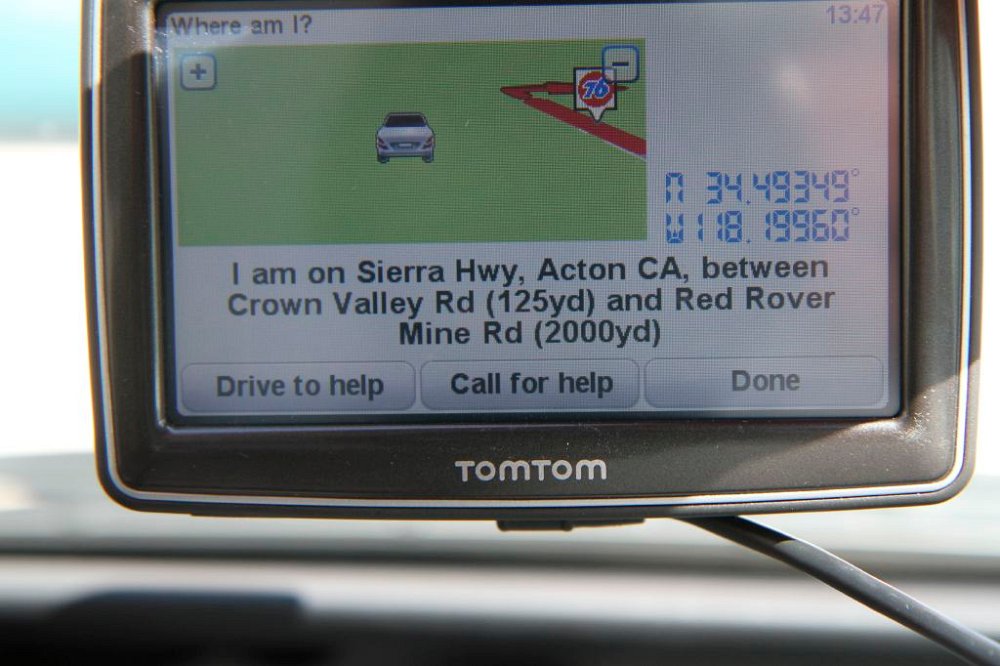 Where am I?
13:47
+
-
76
N 34.49349°
W 118.19960°
I am on Sierra Hwy, Acton CA, between
Crown Valley Rd (125yd) and Red Rover
Mine Rd (2000yd)
Drive to help
Call for help
Done
TOMTOM